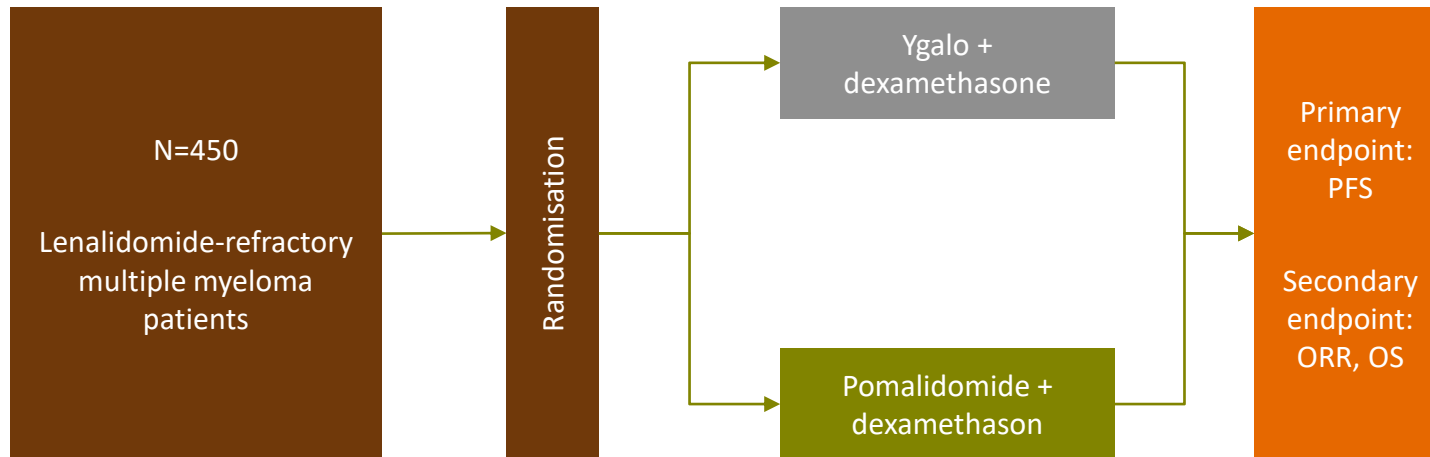 N=450
Lenalidomide-refractory
multiple myeloma
patients
Randomisation
Ygalo +
dexamethasone
Pomalidomide +
dexamethason
Primary
endpoint:
PFS
Secondary
endpoint:
ORR, OS